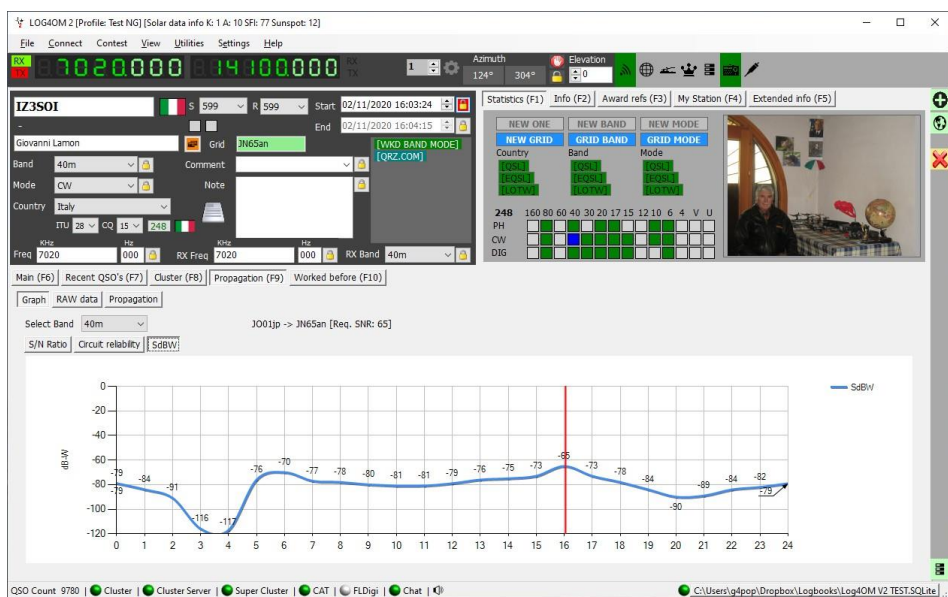 LOG4OM 2 [Profile: Test NG] [Solar data info K: 1 A: 10 SFI: 77 Sunspot: 12]
File Connect Contest View Utilities Settings Help
RX 7020.000 14100.000 RX 1 Azimuth Elevation
TX TX 124° 304° 0
IZ3SOI S 599 R 599 Start 02/11/2020 16:03:24
- End 02/11/2020 16:04:15
Giovanni Lamon Grid JN65an [WKD BAND MODE]
[QRZ.COM]
Band 40m Comment
Mode CW Note
Country Italy
ITU 28 CQ 15 248
KHz Hz KHz Hz
Freq 7020 000 RX Freq 7020 000 RX Band 40m
Statistics (F1) Info (F2) Award refs (F3) My Station (F4) Extended info (F5)
NEW ONE NEW BAND NEW MODE
NEW GRID GRID BAND GRID MODE
Country Band Mode
[QSL] [QSL] [QSL]
[EQSL] [EQSL] [EQSL]
[LOTW] [LOTW] [LOTW]
248 160 80 60 40 30 20 17 15 12 10 6 4 V U
PH
CW
DIG
Main (F6) Recent QSO's (F7) Cluster (F8) Propagation (F9) Worked before (F10)
Graph RAW data Propagation
Select Band 40m JO01jp -> JN65an [Req. SNR: 65]
S/N Ratio Circuit reliability SdBW
SdBW
dB-W
0
-20
-40
-60
-80
-100
-120
-79 -79 -84 -91 -116 -117 -76 -70 -77 -78 -80 -81 -81 -79 -76 -75 -73 -65 -73 -78 -84 -90 -89 -84 -82 -79
0 1 2 3 4 5 6 7 8 9 10 11 12 13 14 15 16 17 18 19 20 21 22 23 24
QSO Count 9780 | Cluster | Cluster Server | Super Cluster | CAT | FLDigi | Chat | C:\Users\g4pop\Dropbox\Logbooks\Log4OM V2 TEST.SQLite